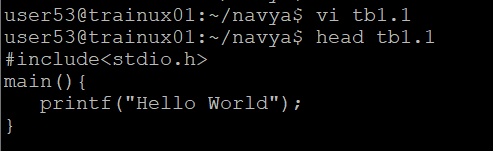 user53@trainux01:~/navya$ vi tb1.1
user53@trainux01:~/navya$ head tb1.1
#include<stdio.h>
main(){
   printf("Hello World");
}